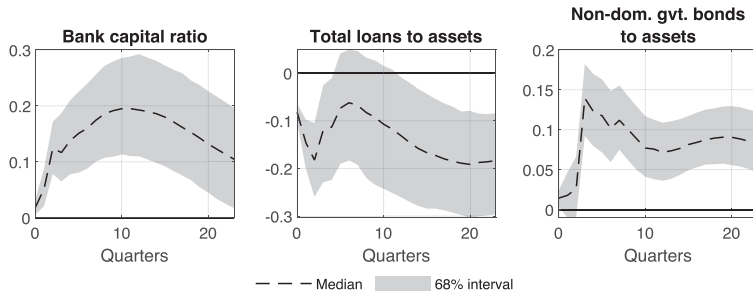 Bank capital ratio
0.3
0.2
0.1
0
0
10
20
Quarters
Total loans to assets
0
-0.1
-0.2
-0.3
0
10
20
Quarters
Non-dom. gvt. bonds
to assets
0.2
0.15
0.1
0.05
0
0
10
20
Quarters
Median
68% interval